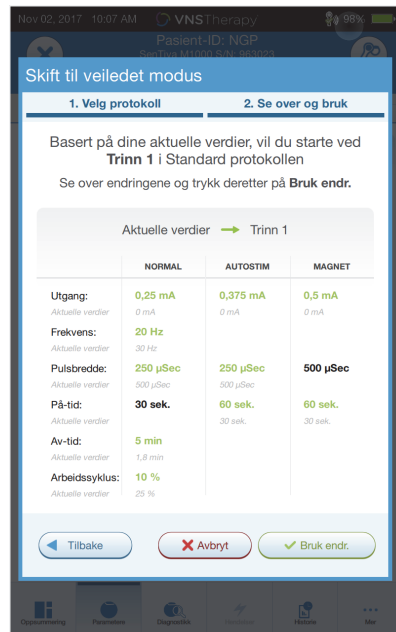 Nov 02, 2017 10:07 AM VNSTherapy 98%
Pasient-ID: NGP
SenTiva M1000 S/N: 963023
Skift til veiledet modus
1. Velg protokoll 2. Se over og bruk
Basert på dine aktuelle verdier, vil du starte ved
Trinn 1 i Standard protokollen
Se over endringene og trykk deretter på Bruk endr.
Aktuelle verdier → Trinn 1
NORMAL AUTOSTIM MAGNET
Utgang: 0,25 mA 0,375 mA 0,5 mA
Aktuelle verdier 0 mA 0 mA 0 mA
Frekvens: 20 Hz
Aktuelle verdier 30 Hz
Pulsbredde: 250 µSec 250 µSec 500 µSec
Aktuelle verdier 500 µSec 500 µSec
På-tid: 30 sek. 60 sek. 60 sek.
Aktuelle verdier 30 sek. 30 sek.
Av-tid: 5 min
Aktuelle verdier 1,8 min
Arbeidssyklus: 10 %
Aktuelle verdier 25 %
Tilbake Avbryt Bruk endr.
Oppsummering Parametere Diagnostikk Historie Mer